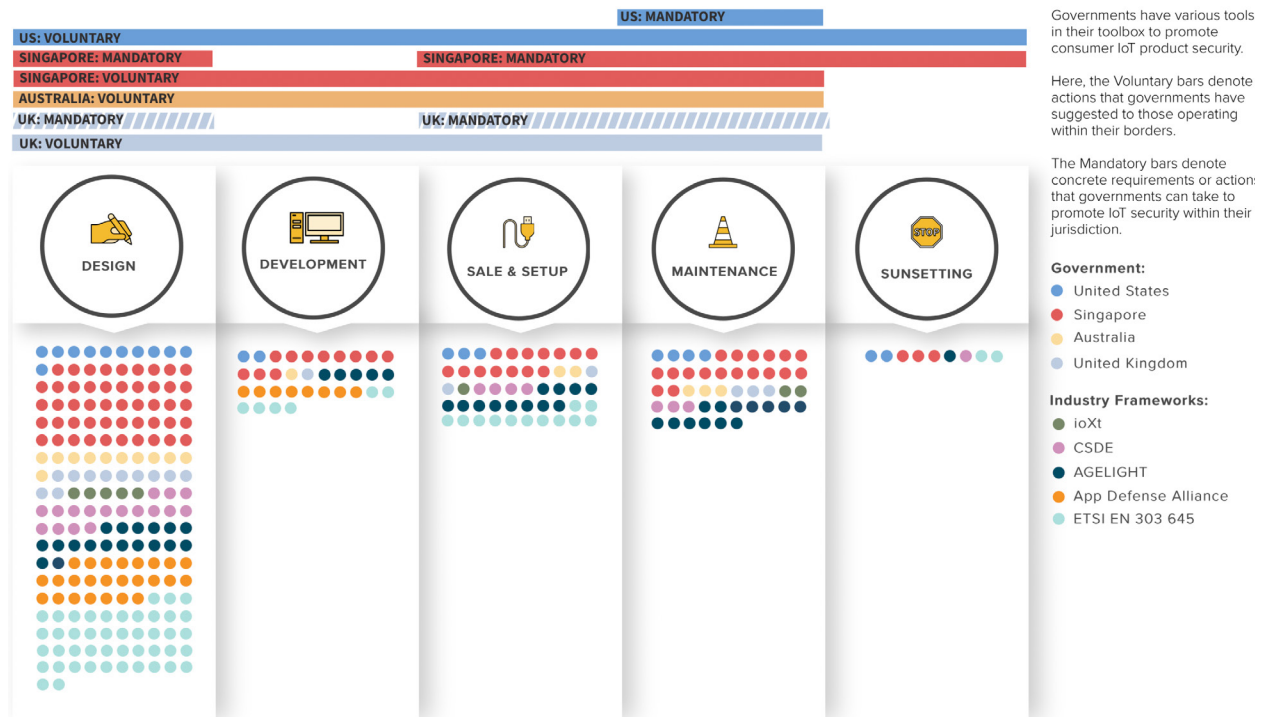 US: MANDATORY
US: VOLUNTARY
SINGAPORE: MANDATORY
SINGAPORE: MANDATORY
SINGAPORE: VOLUNTARY
AUSTRALIA: VOLUNTARY
UK: MANDATORY
UK: MANDATORY
UK: VOLUNTARY
DESIGN
DEVELOPMENT
SALE & SETUP
MAINTENANCE
STOP
SUNSETTING
Governments have various tools
in their toolbox to promote
consumer IoT product security.
Here, the Voluntary bars denote
actions that governments have
suggested to those operating
within their borders.
The Mandatory bars denote
concrete requirements or actions
that governments can take to
promote IoT security within their
jurisdiction.
Government:
United States
Singapore
Australia
United Kingdom
Industry Frameworks:
ioXt
CSDE
AGELIGHT
App Defense Alliance
ETSI EN 303 645